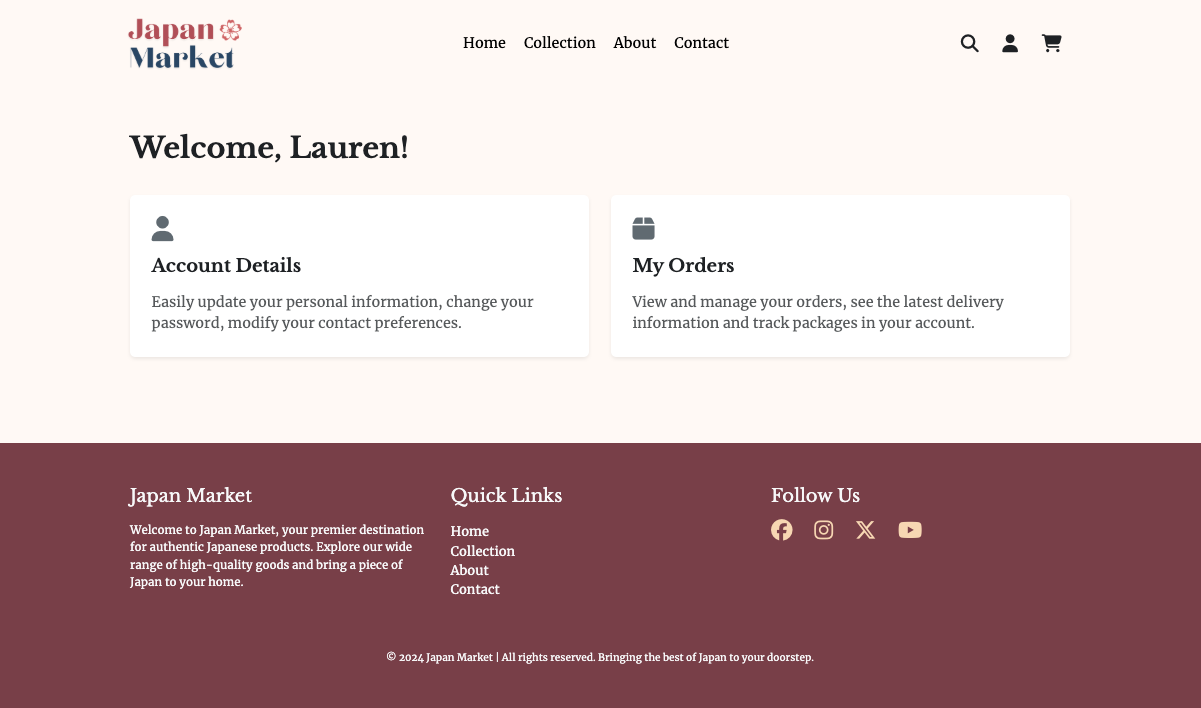 Japan
Market
Home Collection About Contact
Welcome, Lauren!
Account Details
Easily update your personal information, change your
password, modify your contact preferences.
My Orders
View and manage your orders, see the latest delivery
information and track packages in your account.
Japan Market
Welcome to Japan Market, your premier destination
for authentic Japanese products. Explore our wide
range of high-quality goods and bring a piece of
Japan to your home.
Quick Links
Home
Collection
About
Contact
Follow Us
© 2024 Japan Market | All rights reserved. Bringing the best of Japan to your doorstep.